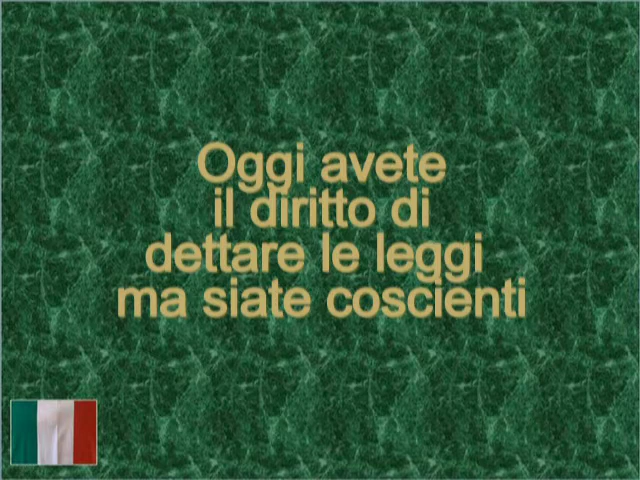 Oggi avete
il diritto di
dettare le leggi
ma siate coscienti